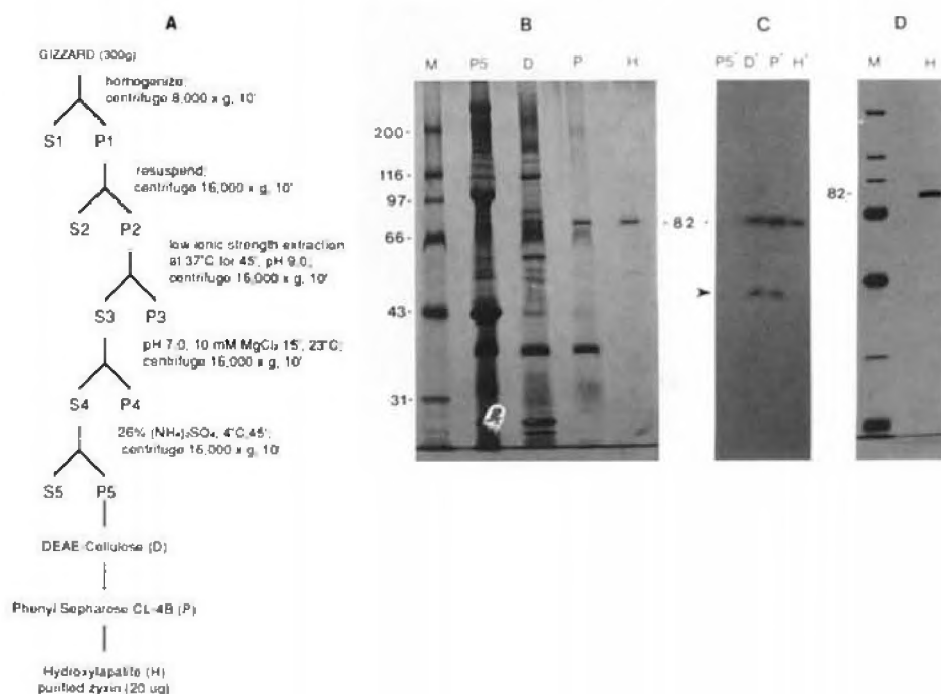 A
GIZZARD (300g)
homogenize;
centrifuge 8,000 x g, 10'
S1 P1
resuspend;
centrifuge 16,000 x g, 10'
S2 P2
low ionic strength extraction
at 37°C for 45', pH 9.0;
centrifuge 16,000 x g, 10'
S3 P3
pH 7.0, 10 mM MgCl₂ 15', 23°C;
centrifuge 16,000 x g, 10'
S4 P4
26% (NH₄)₂SO₄, 4°C,45';
centrifuge 16,000 x g, 10'
S5 P5
DEAE-Cellulose (D)
Phenyl Sepharose CL-4B (P)
Hydroxylapatite (H)
purified zyxin (20 ug)
B
M P5 D P H
200-
116-
97-
66-
43-
31-
-82-
C
P5' D' P' H'
D
M H
82-